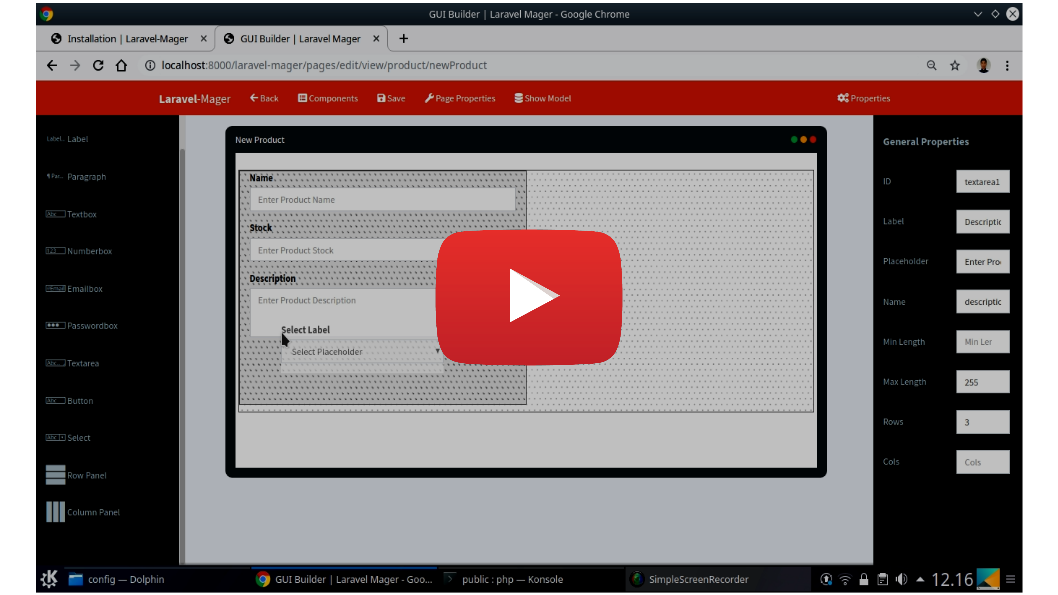 GUI Builder | Laravel Mager - Google Chrome
Installation | Laravel-Mager × GUI Builder | Laravel Mager × +
localhost:8000/laravel-mager/pages/edit/view/product/newProduct
Laravel-Mager Back Components Save Page Properties Show Model Properties
Label
Paragraph
Textbox
Numberbox
Emailbox
Passwordbox
Textarea
Button
Select
Row Panel
Column Panel
New Product
Name
Enter Product Name
Stock
Enter Product Stock
Description
Enter Product Description
Select Label
Select Placeholder
General Properties
ID textarea1
Label Descriptic
Placeholder Enter Pro
Name descriptic
Min Length Min Ler
Max Length 255
Rows 3
Cols Cols
config — Dolphin GUI Builder | Laravel Mager - Goo... public : php — Konsole SimpleScreenRecorder 12.16